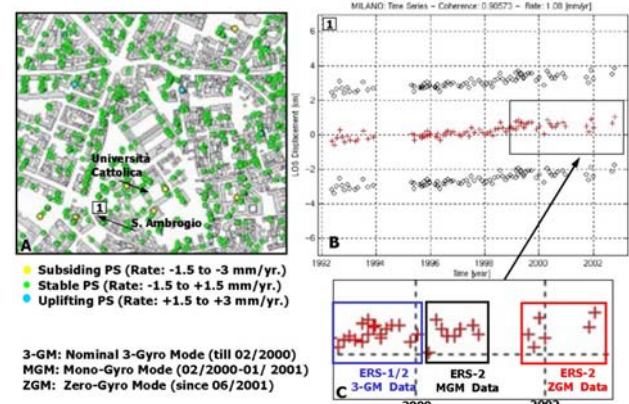 MILANO: Time Series - Coherence: 0.90573 - Rate: 1.08 [mm/yr]
Università
Cattolica
1
S. Ambrogio
A
Subsiding PS (Rate: -1.5 to -3 mm/yr.)
Stable PS (Rate: -1.5 to +1.5 mm/yr.)
Uplifting PS (Rate: +1.5 to +3 mm/yr.)
3-GM: Nominal 3-Gyro Mode (till 02/2000)
MGM: Mono-Gyro Mode (02/2000-01/ 2001)
ZGM: Zero-Gyro Mode (since 06/2001)
1
LOS Displacement [cm]
6
4
2
0
-2
-4
-6
B
1992 1994 1996 1998 2000 2002
Time [year]
ERS-1/2 ERS-2 ERS-2
3-GM Data MGM Data ZGM Data
C
2000 2002